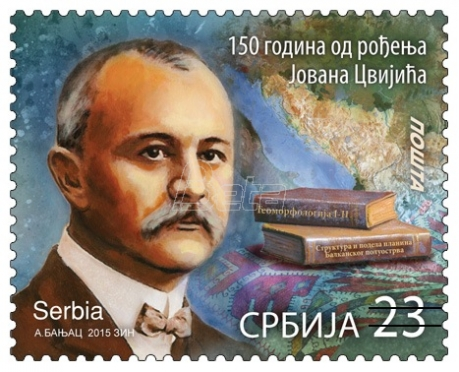 150 година од рођења
Јована Цвијића
ПОШТА
Геоморфологија I-II
Структура и подела планина
Балканског полуострва
Serbia
А.БАЊАЦ 2015 ЗИН
СРБИЈА 23